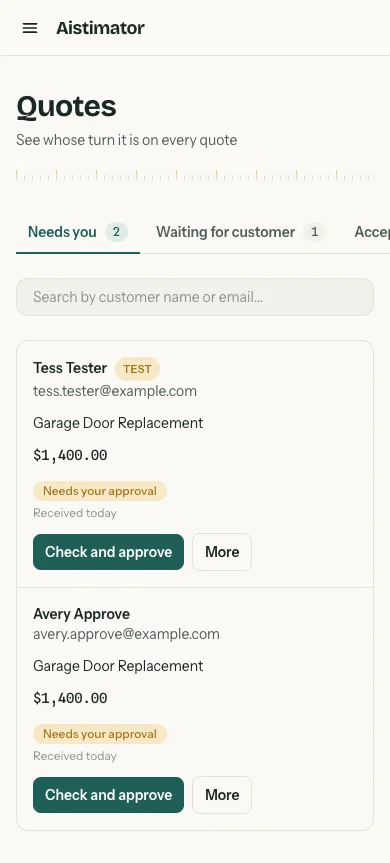 Aistimator
Quotes
See whose turn it is on every quote
Needs you 2 Waiting for customer 1 Accep
Search by customer name or email...
Tess Tester TEST
tess.tester@example.com
Garage Door Replacement
$1,400.00
Needs your approval
Received today
Check and approve More
Avery Approve
avery.approve@example.com
Garage Door Replacement
$1,400.00
Needs your approval
Received today
Check and approve More